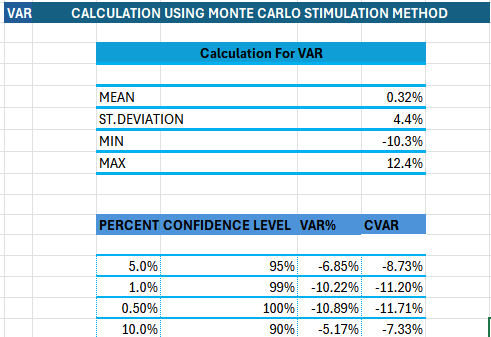 VAR CALCULATION USING MONTE CARLO STIMULATION METHOD
Calculation For VAR
MEAN 0.32%
ST.DEVIATION 4.4%
MIN -10.3%
MAX 12.4%
PERCENT CONFIDENCE LEVEL VAR% CVAR
5.0% 95% -6.85% -8.73%
1.0% 99% -10.22% -11.20%
0.50% 100% -10.89% -11.71%
10.0% 90% -5.17% -7.33%